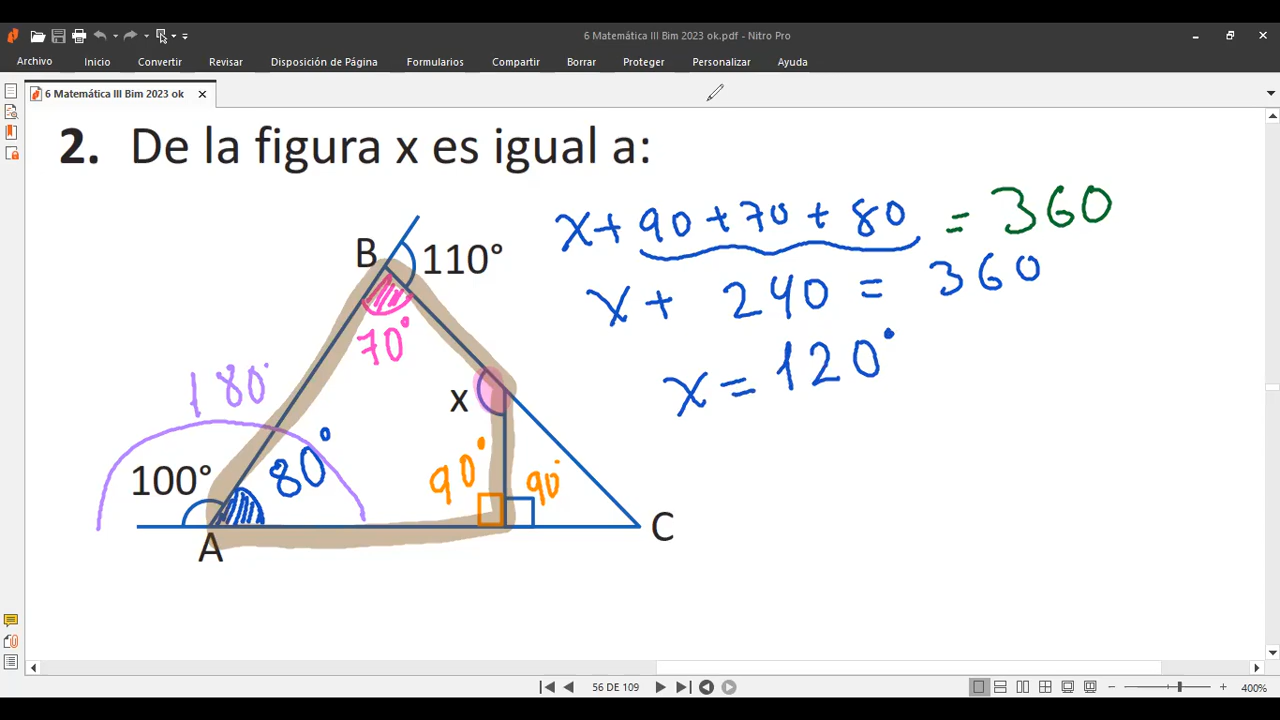 6 Matemática III Bim 2023 ok.pdf - Nitro Pro
Archivo Inicio Convertir Revisar Disposición de Página Formularios Compartir Borrar Proteger Personalizar Ayuda
6 Matemática III Bim 2023 ok
2. De la figura x es igual a:
x+ 90 + 70 + 80 = 360
B 110°
x + 240 = 360
70°
x = 120°
180°
x
100° 80° 90° 90°
A C
56 DE 109
400%